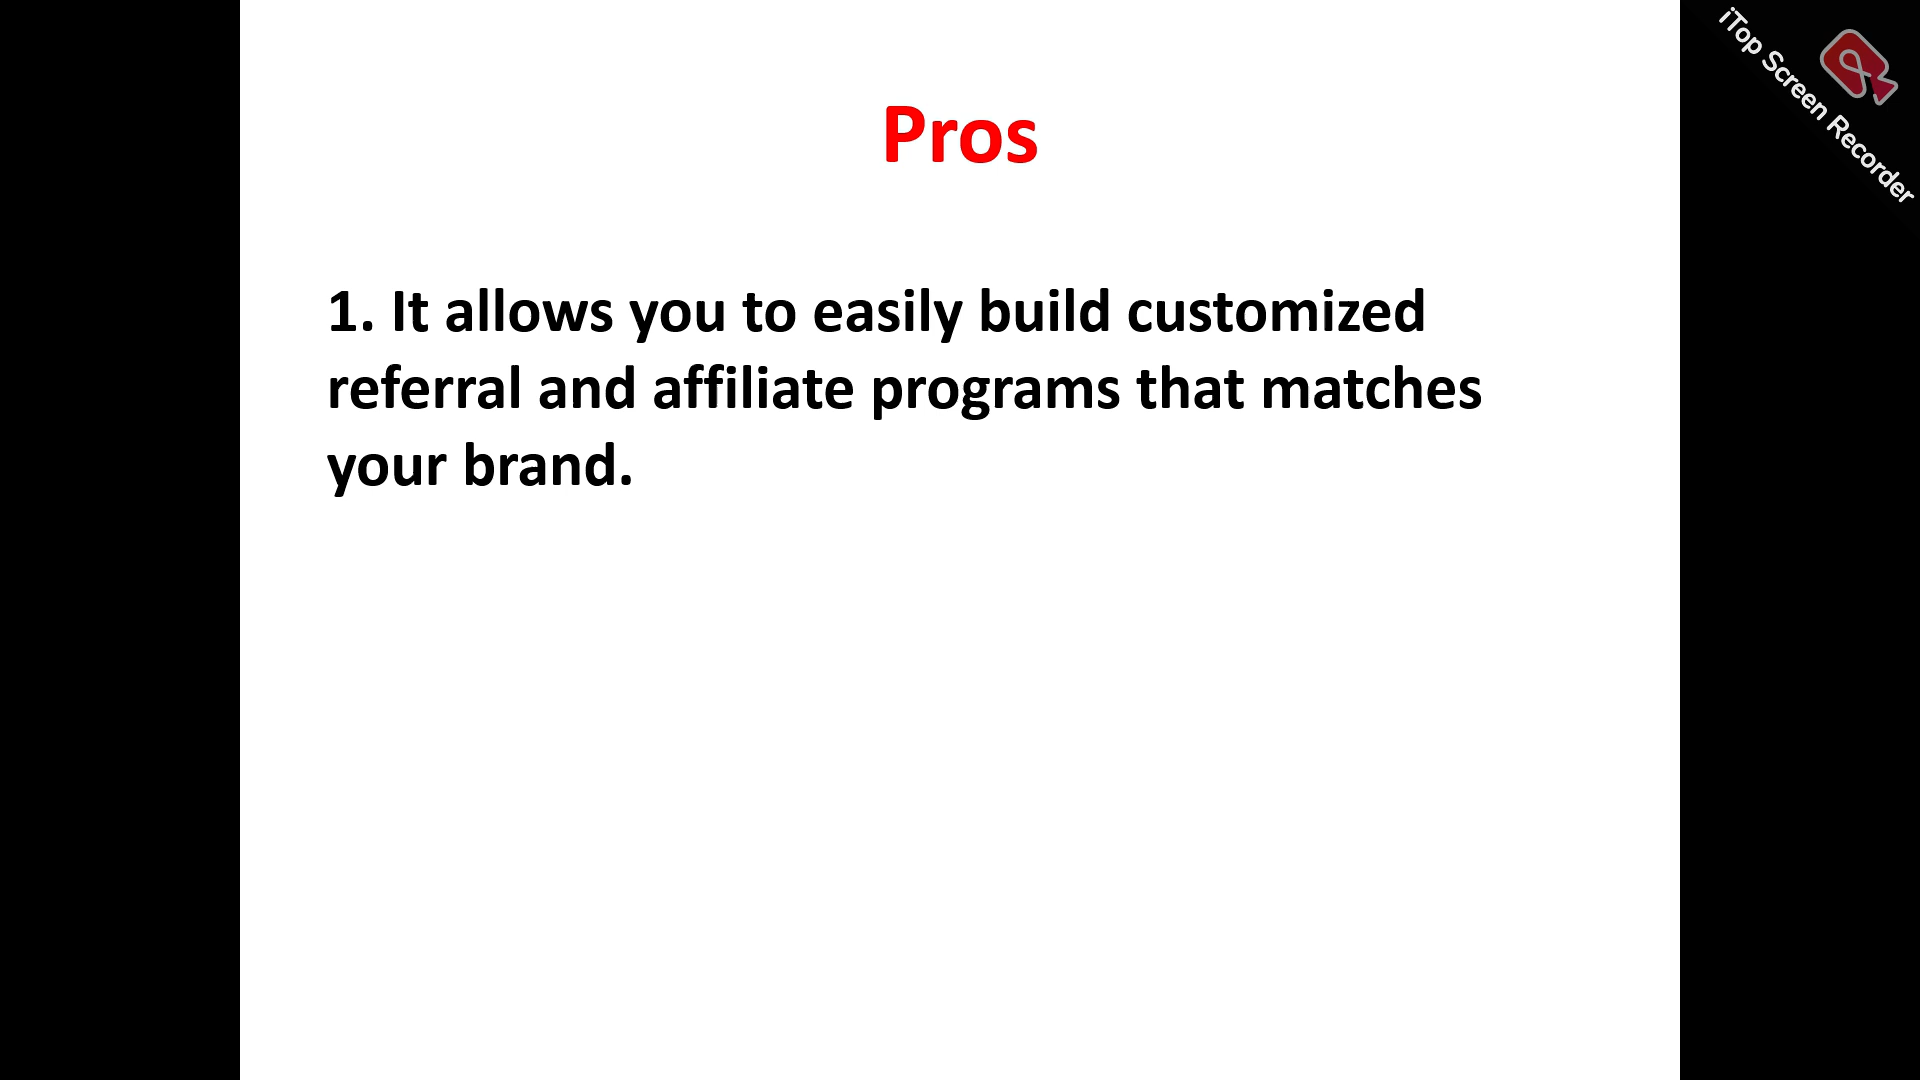 Pros
1. It allows you to easily build customized
referral and affiliate programs that matches
your brand.
iTop Screen Recorder